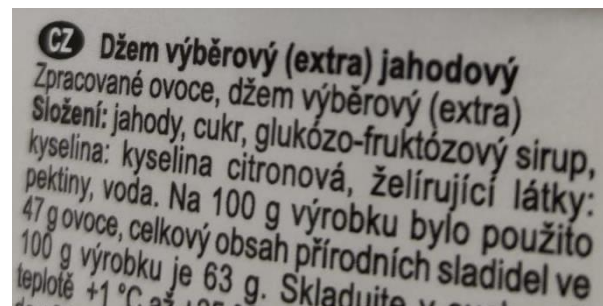 CZ Džem výběrový (extra) jahodový
Zpracované ovoce, džem výběrový (extra)
Složení: jahody, cukr, glukózo-fruktózový sirup,
kyselina: kyselina citronová, želírující látky:
pektiny, voda. Na 100 g výrobku bylo použito
47 g ovoce, celkový obsah přírodních sladidel ve
100 g výrobku je 63 g. Skladujte v
teplotě +1 °C až